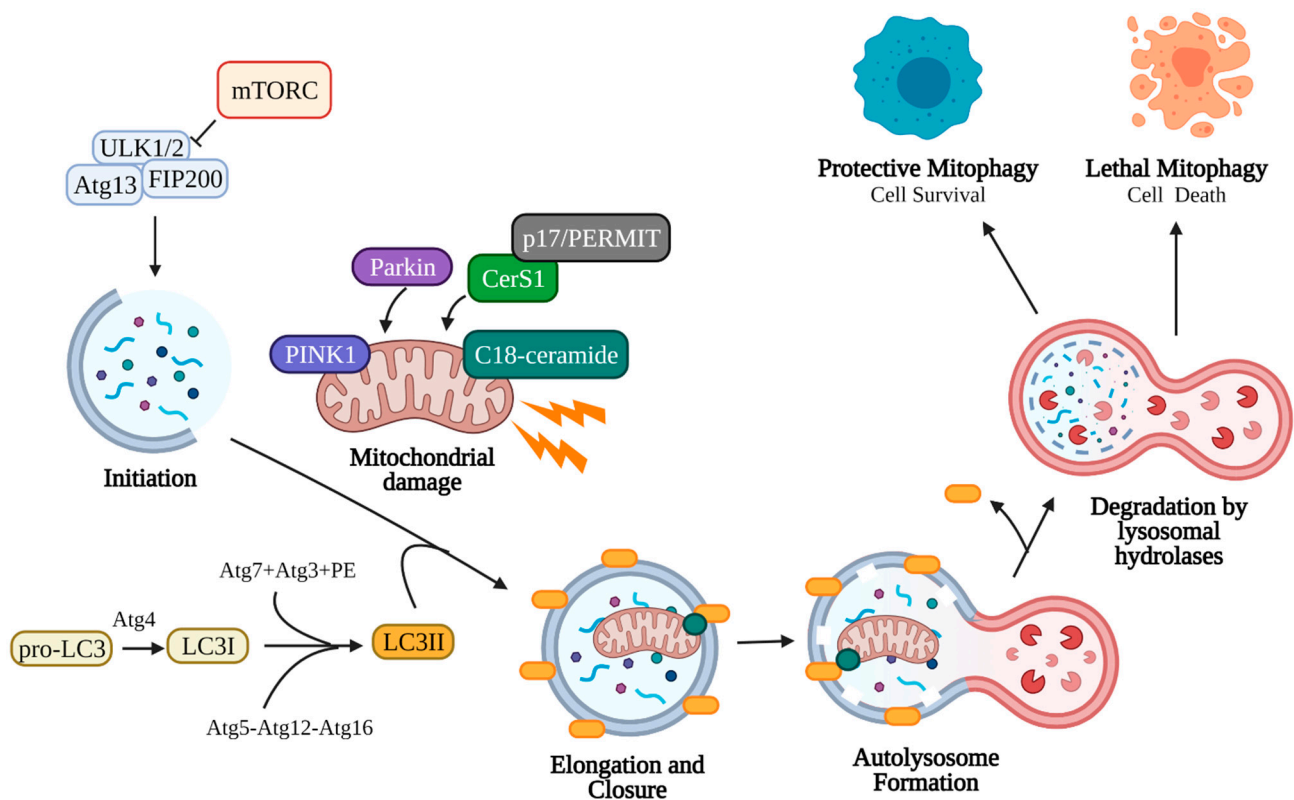 mTORC
ULK1/2
Atg13
FIP200
Initiation
Parkin
p17/PERMIT
CerS1
PINK1
C18-ceramide
Mitochondrial
damage
Protective Mitophagy
Cell Survival
Lethal Mitophagy
Cell Death
Atg7+Atg3+PE
Atg4
pro-LC3
LC3I
LC3II
Atg5-Atg12-Atg16
Elongation and
Closure
Autolysosome
Formation
Degradation by
lysosomal
hydrolases